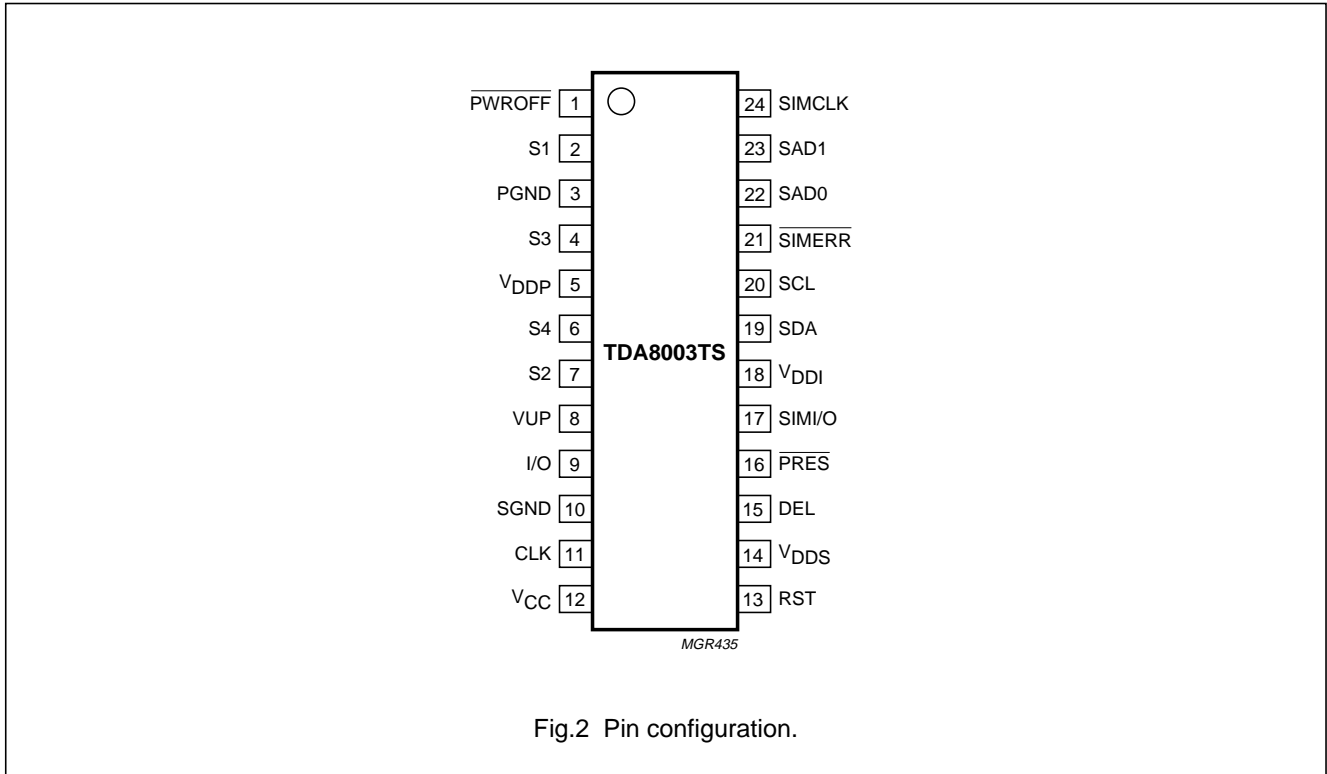 PWROFF 1 24 SIMCLK
S1 2 23 SAD1
PGND 3 22 SAD0
S3 4 21 SIMERR
VDDP 5 20 SCL
S4 6 19 SDA
TDA8003TS
S2 7 18 VDDI
VUP 8 17 SIMI/O
I/O 9 16 PRES
SGND 10 15 DEL
CLK 11 14 VDDS
VCC 12 13 RST
MGR435
Fig.2 Pin configuration.